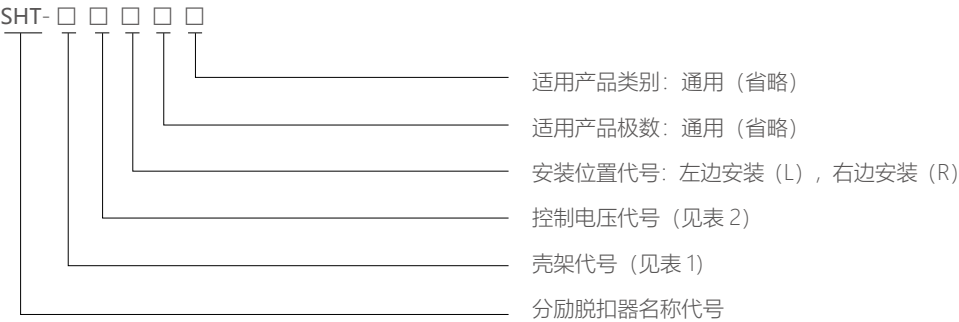 SHT-□ □ □ □ □
适用产品类别：通用（省略）
适用产品极数：通用（省略）
安装位置代号：左边安装（L），右边安装（R）
控制电压代号（见表 2）
壳架代号（见表 1）
分励脱扣器名称代号